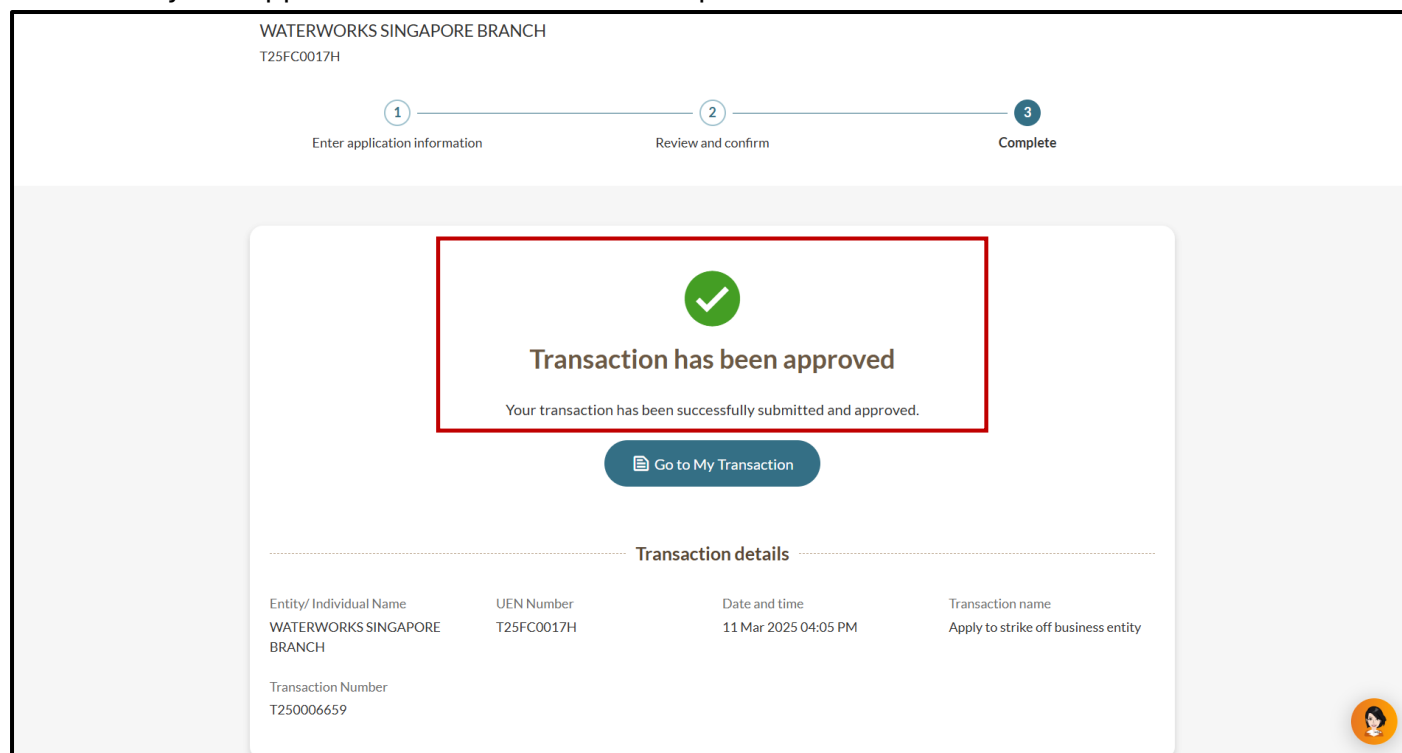 WATERWORKS SINGAPORE BRANCH
T25FC0017H
1 2 3
Enter application information Review and confirm Complete
Transaction has been approved
Your transaction has been successfully submitted and approved.
Go to My Transaction
Transaction details
Entity/ Individual Name UEN Number Date and time Transaction name
WATERWORKS SINGAPORE T25FC0017H 11 Mar 2025 04:05 PM Apply to strike off business entity
BRANCH
Transaction Number
T250006659